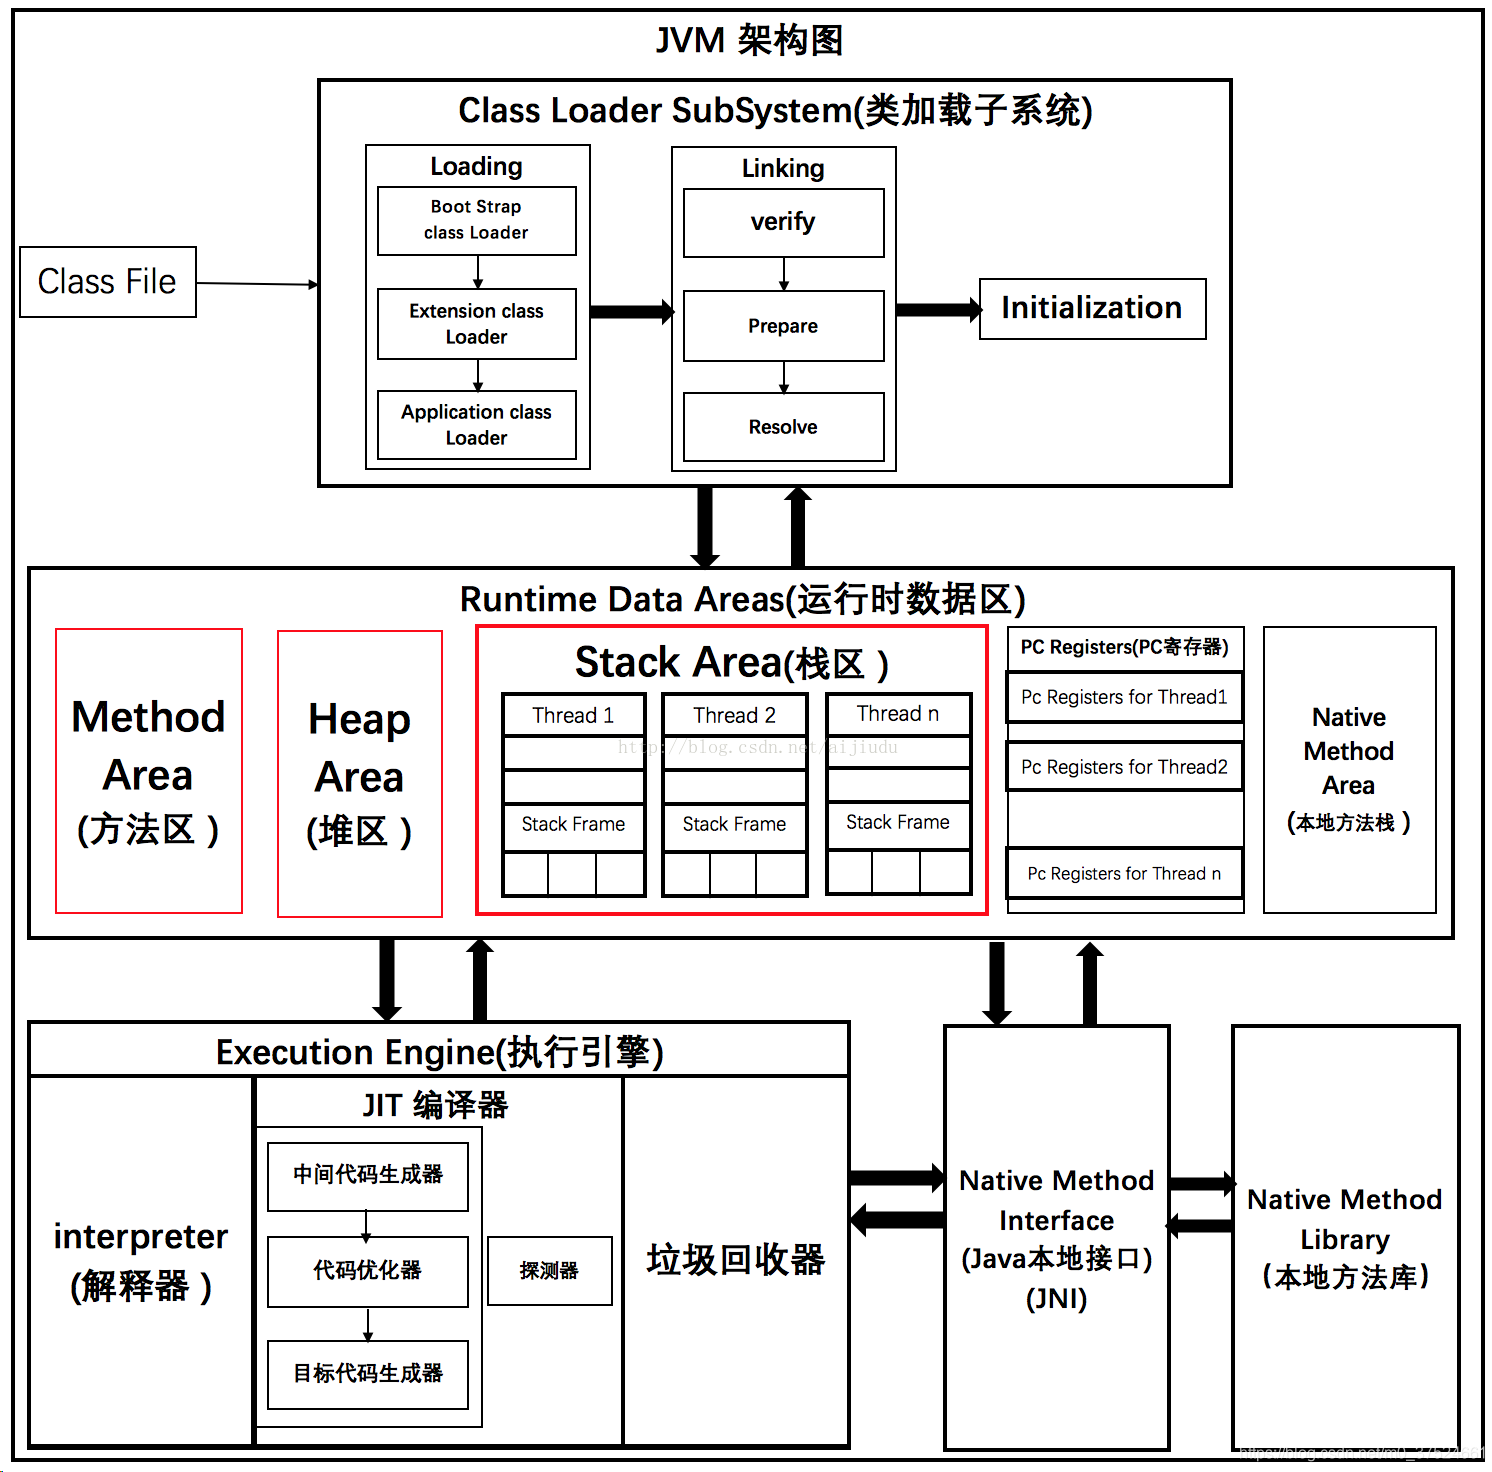 JVM 架构图
Class Loader SubSystem(类加载子系统)
Class File
Loading
Boot Strap
class Loader
Extension class
Loader
Application class
Loader
Linking
verify
Prepare
Resolve
Initialization
Runtime Data Areas(运行时数据区)
Method
Area
(方法区 )
Heap
Area
(堆区 )
Stack Area(栈区 )
Thread 1
Stack Frame
Thread 2
Stack Frame
Thread n
Stack Frame
http://blog.csdn.net/aijiudu
PC Registers(PC寄存器)
Pc Registers for Thread1
Pc Registers for Thread2
Pc Registers for Thread n
Native
Method
Area
(本地方法栈 )
Execution Engine(执行引擎)
interpreter
(解释器 )
JIT 编译器
中间代码生成器
代码优化器
目标代码生成器
探测器
垃圾回收器
Native Method
Interface
(Java本地接口)
(JNI)
Native Method
Library
(本地方法库)